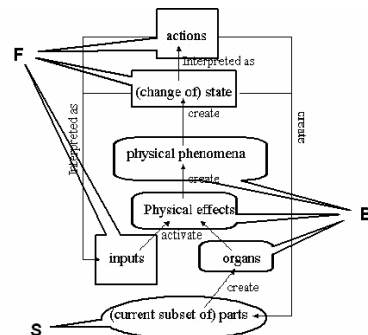 actions
F
Interpreted as
(change of) state
create
Interpreted as
create
physical phenomena
create
Physical effects
B
activate
inputs
organs
create
(current subset of) parts
S